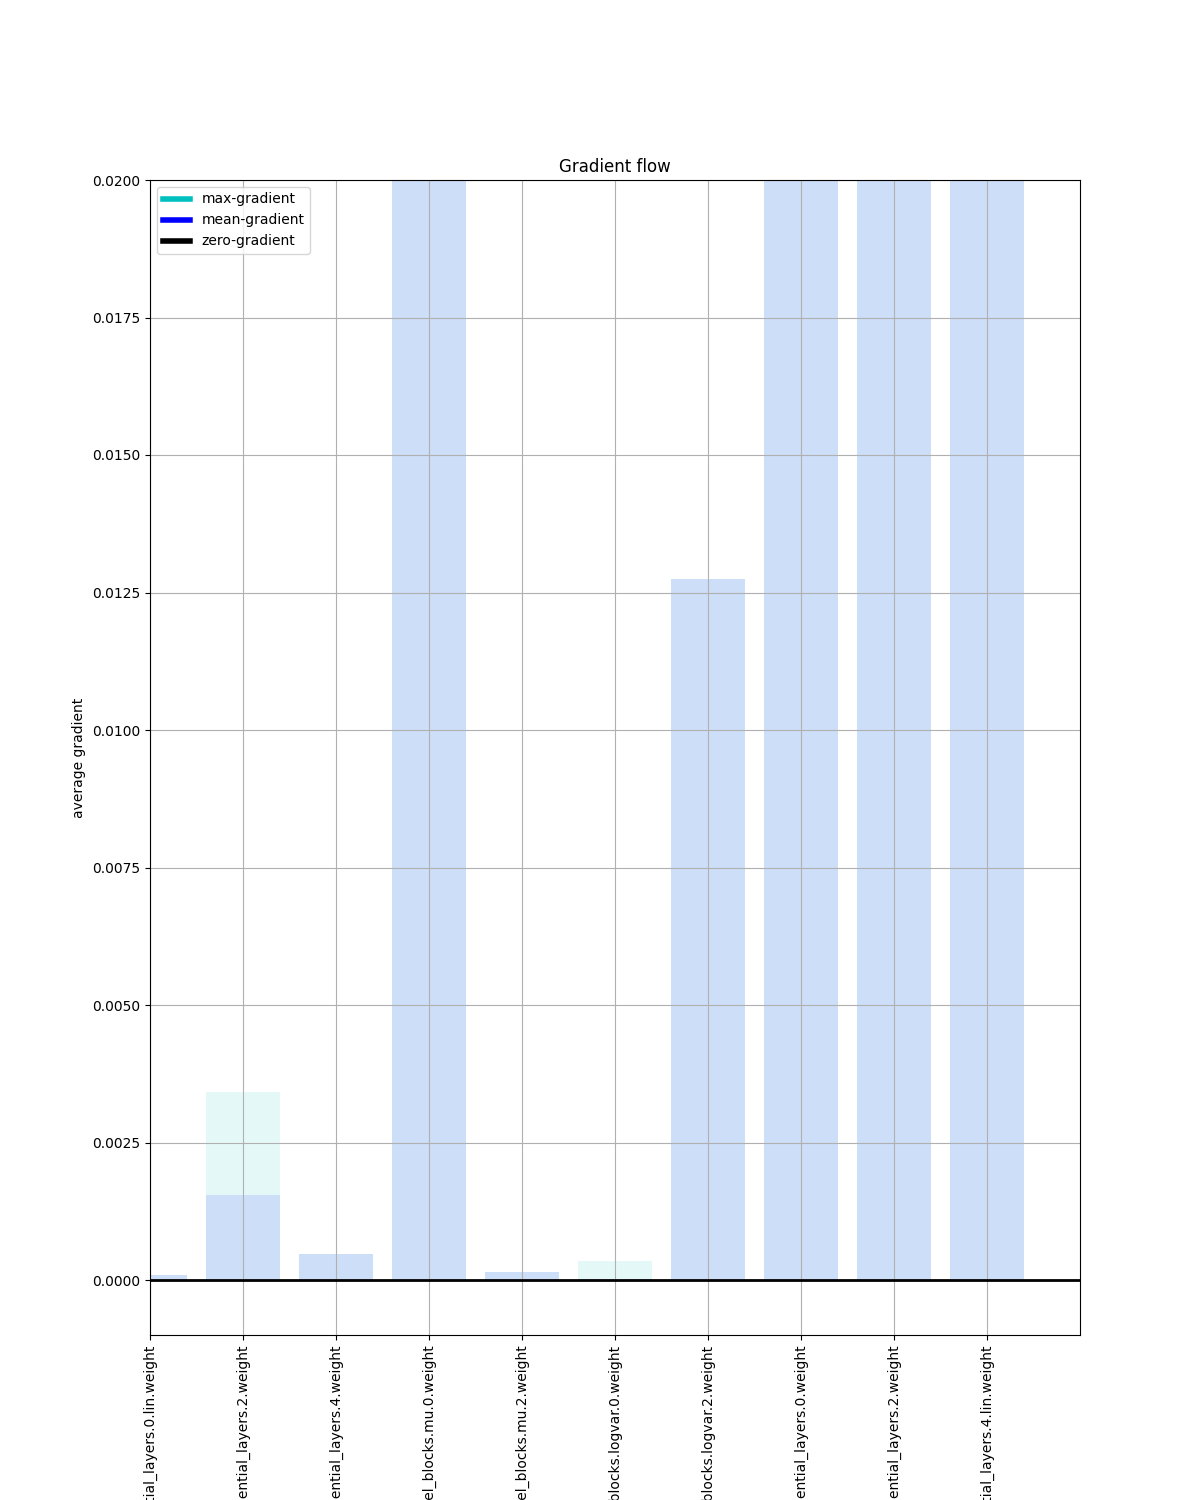 Gradient flow
max-gradient
mean-gradient
zero-gradient
0.0200
0.0175
0.0150
0.0125
0.0100
0.0075
0.0050
0.0025
0.0000
average gradient
tial_layers.0.lin.weight
ential_layers.2.weight
ential_layers.4.weight
el_blocks.mu.0.weight
el_blocks.mu.2.weight
blocks.logvar.0.weight
blocks.logvar.2.weight
ential_layers.0.weight
ential_layers.2.weight
tial_layers.4.lin.weight